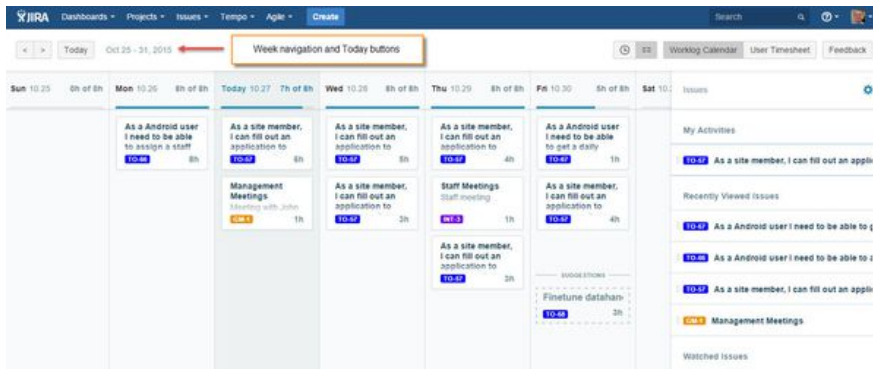 JIRA Dashboards Projects Issues Tempo Agile Create Search
< > Today Oct 25 - 31, 2015 Week navigation and Today buttons Worklog Calendar User Timesheet Feedback
Sun 10.25 0h of 8h Mon 10.26 8h of 8h Today 10.27 7h of 8h Wed 10.28 8h of 8h Thu 10.29 8h of 8h Fri 10.30 5h of 8h Sat 10.
Issues
As a Android user
I need to be able
to assign a staff
TO-66 8h
As a site member,
I can fill out an
application to
TO-57 6h
Management
Meetings
Meeting with John
GM-1 1h
As a site member,
I can fill out an
application to
TO-57 5h
As a site member,
I can fill out an
application to
TO-57 3h
As a site member,
I can fill out an
application to
TO-57 4h
Staff Meetings
Staff meeting
INT-3 1h
As a site member,
I can fill out an
application to
TO-57 3h
As a Android user
I need to be able
to get a daily
TO-67 1h
As a site member,
I can fill out an
application to
TO-57 4h
SUGGESTIONS
Finetune datahan
TO-58 3h
My Activities
TO-57 As a site member, I can fill out an appli
Recently Viewed Issues
TO-67 As a Android user I need to be able to g
TO-66 As a Android user I need to be able to a
TO-57 As a site member, I can fill out an appli
GM-1 Management Meetings
Watched Issues